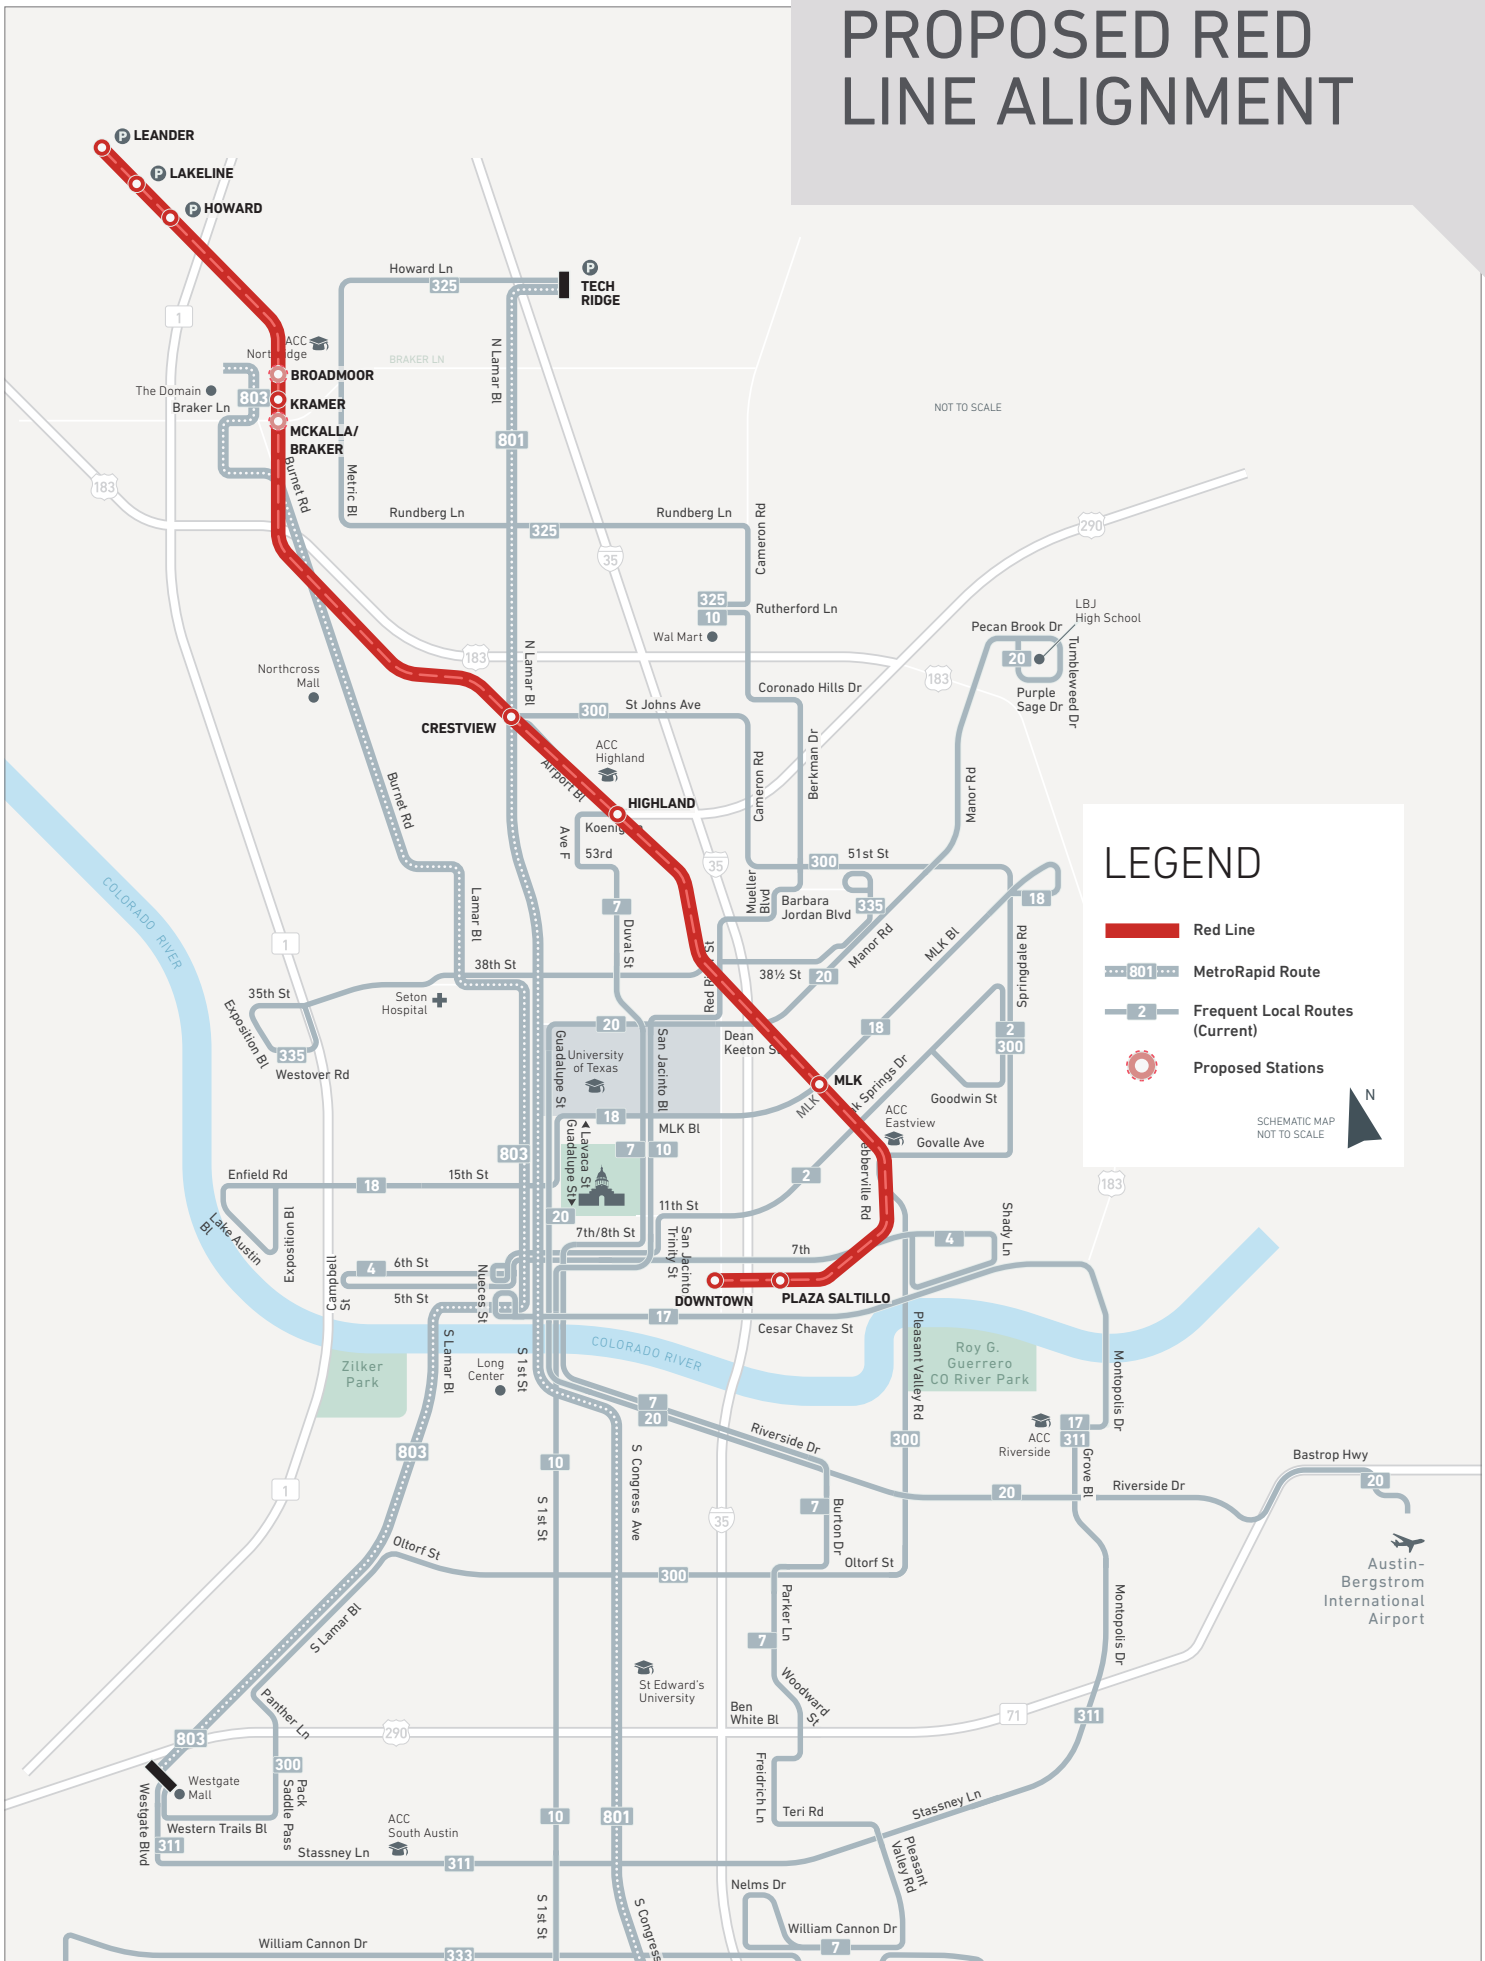 PROPOSED RED
LINE ALIGNMENT
P LEANDER
P LAKELINE
P HOWARD
Howard Ln
325
P
TECH
RIDGE
1
ACC
Northridge
BROADMOOR
The Domain
803
KRAMER
Braker Ln
MCKALLA/
BRAKER
BRAKER LN
N Lamar Bl
801
NOT TO SCALE
183
Burnet Rd
Metric Bl
Rundberg Ln
325
Rundberg Ln
Cameron Rd
35
290
325
10
Rutherford Ln
Wal Mart
LBJ
High School
Pecan Brook Dr
20
Tumbleweed Dr
Purple
Sage Dr
183
183
N Lamar Bl
Northcross
Mall
Coronado Hills Dr
300
St Johns Ave
CRESTVIEW
ACC
Highland
Airport Bl
Cameron Rd
Berkman Dr
Manor Rd
HIGHLAND
Burnet Rd
Ave F
Koenig
53rd
35
300
51st St
LEGEND
Red Line
801
MetroRapid Route
2
Frequent Local Routes
(Current)
Proposed Stations
N
SCHEMATIC MAP
NOT TO SCALE
COLORADO RIVER
Lamar Bl
7
Duval St
Mueller
Blvd
Barbara
Jordan Blvd
335
18
1
Manor Rd
MLK Bl
Springdale Rd
38th St
38½ St
20
Red River St
35th St
Seton
Hospital
Exposition Bl
335
Westover Rd
20
Guadalupe St
University
of Texas
San Jacinto Bl
Dean
Keeton St
18
2
300
MLK
MLK
Goodwin St
18
MLK Bl
ACC
Eastview
Govalle Ave
803
Guadalupe St
Lavaca St
7
10
2
Webberville Rd
183
Enfield Rd
18
15th St
20
11th St
Lake Austin
Bl
Exposition Bl
7th/8th St
San Jacinto
Trinity St
7th
4
Shady Ln
Campbell
St
4
6th St
5th St
Nueces St
DOWNTOWN
PLAZA SALTILLO
17
Cesar Chavez St
S Lamar Bl
S 1st St
COLORADO RIVER
Zilker
Park
Long
Center
Pleasant Valley Rd
Roy G.
Guerrero
CO River Park
Montopolis Dr
7
20
803
Riverside Dr
300
ACC
Riverside
17
311
Grove Bl
Bastrop Hwy
20
10
S Congress Ave
1
S 1st St
35
7
Burton Dr
20
Riverside Dr
Oltorf St
300
Oltorf St
Austin-
Bergstrom
International
Airport
S Lamar Bl
Parker Ln
7
Montopolis Dr
St Edward's
University
Woodward
St
Panther Ln
Ben
White Bl
71
311
803
290
300
Westgate
Mall
Pack
Saddle Pass
Freidrich Ln
Westgate Blvd
Western Trails Bl
311
ACC
South Austin
10
801
Teri Rd
Stassney Ln
Stassney Ln
311
Pleasant
Valley Rd
Nelms Dr
S 1st St
S Congress
William Cannon Dr
7
William Cannon Dr
333